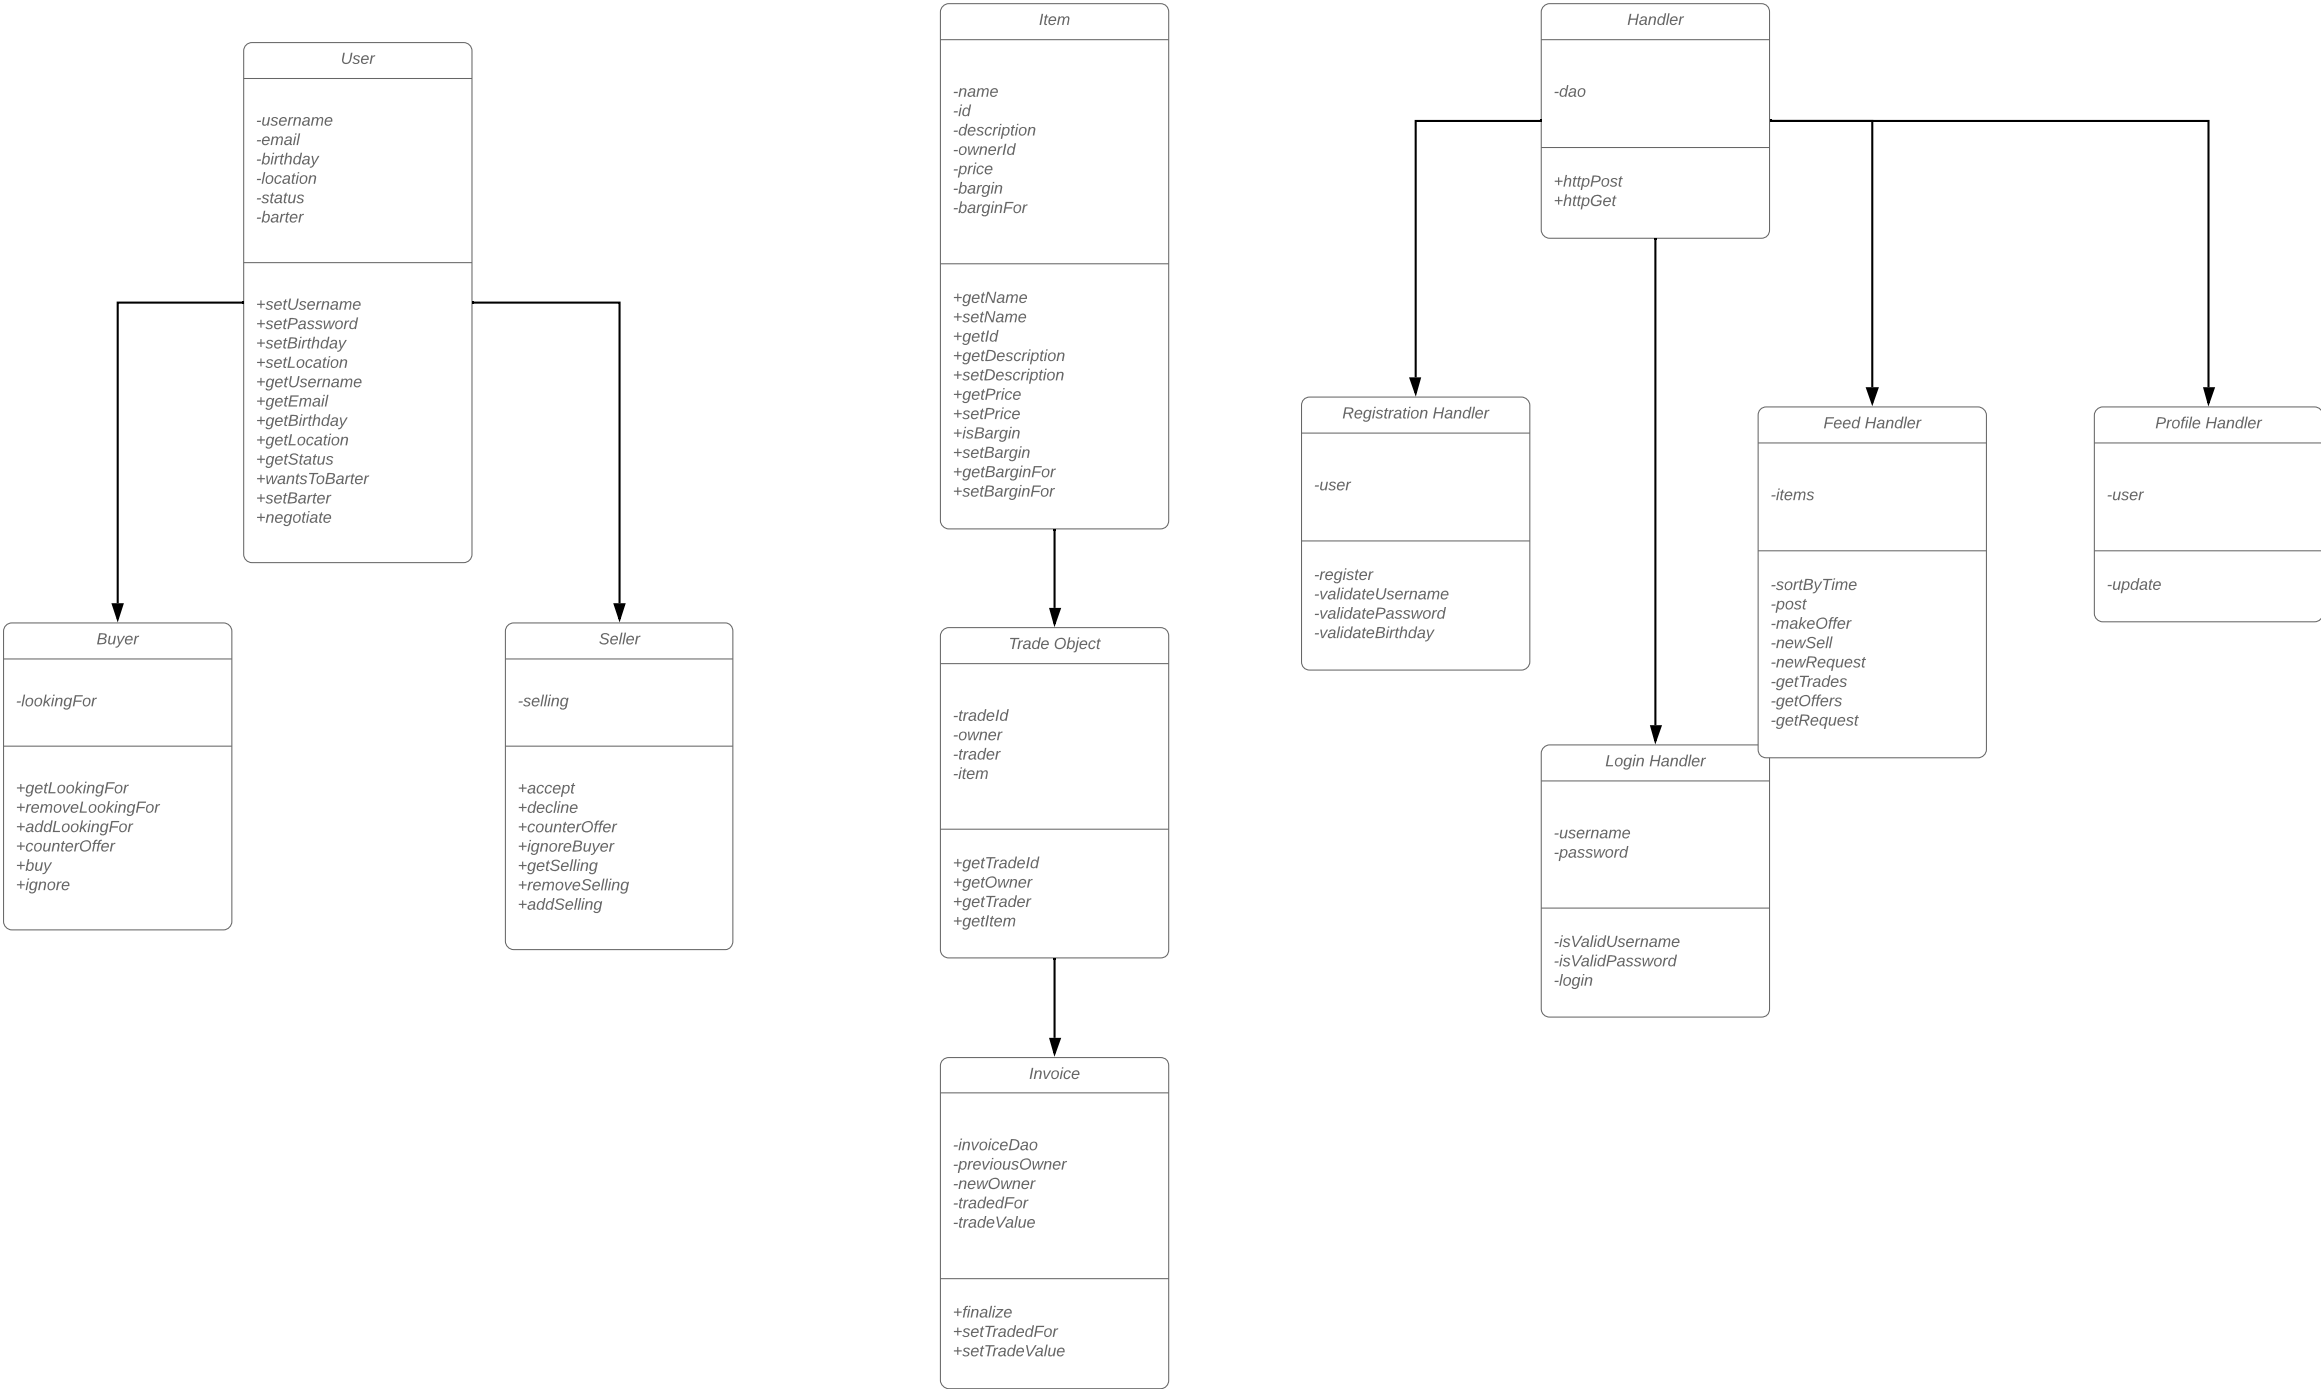 User
-username
-email
-birthday
-location
-status
-barter
+setUsername
+setPassword
+setBirthday
+setLocation
+getUsername
+getEmail
+getBirthday
+getLocation
+getStatus
+wantsToBarter
+setBarter
+negotiate
Buyer
-lookingFor
+getLookingFor
+removeLookingFor
+addLookingFor
+counterOffer
+buy
+ignore
Seller
-selling
+accept
+decline
+counterOffer
+ignoreBuyer
+getSelling
+removeSelling
+addSelling
Item
-name
-id
-description
-ownerId
-price
-bargin
-barginFor
+getName
+setName
+getId
+getDescription
+setDescription
+getPrice
+setPrice
+isBargin
+setBargin
+getBarginFor
+setBarginFor
Trade Object
-tradeId
-owner
-trader
-item
+getTradeId
+getOwner
+getTrader
+getItem
Invoice
-invoiceDao
-previousOwner
-newOwner
-tradedFor
-tradeValue
+finalize
+setTradedFor
+setTradeValue
Handler
-dao
+httpPost
+httpGet
Registration Handler
-user
-register
-validateUsername
-validatePassword
-validateBirthday
Login Handler
-username
-password
-isValidUsername
-isValidPassword
-login
Feed Handler
-items
-sortByTime
-post
-makeOffer
-newSell
-newRequest
-getTrades
-getOffers
-getRequest
Profile Handler
-user
-update